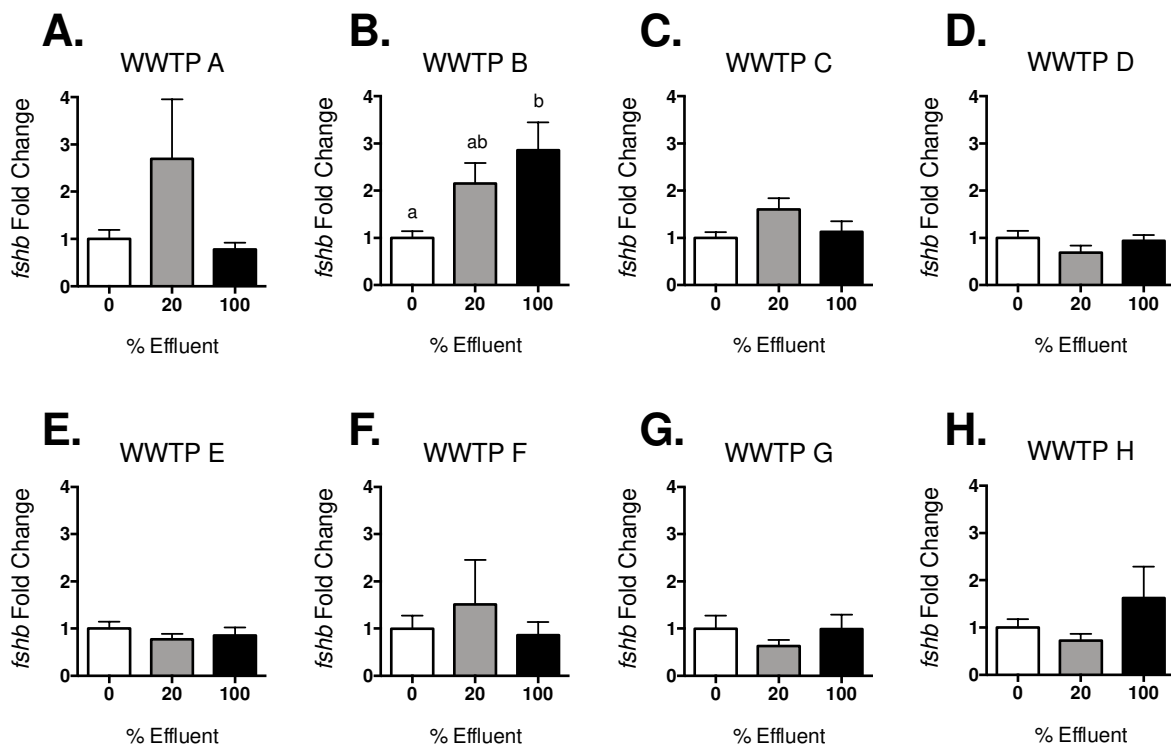 A.
WWTP A
fshb Fold Change
4
3
2
1
0
0 20 100
% Effluent
B.
WWTP B
fshb Fold Change
4
3
2
1
0
a
ab
b
0 20 100
% Effluent
C.
WWTP C
fshb Fold Change
4
3
2
1
0
0 20 100
% Effluent
D.
WWTP D
fshb Fold Change
4
3
2
1
0
0 20 100
% Effluent
E.
WWTP E
fshb Fold Change
4
3
2
1
0
0 20 100
% Effluent
F.
WWTP F
fshb Fold Change
4
3
2
1
0
0 20 100
% Effluent
G.
WWTP G
fshb Fold Change
4
3
2
1
0
0 20 100
% Effluent
H.
WWTP H
fshb Fold Change
4
3
2
1
0
0 20 100
% Effluent